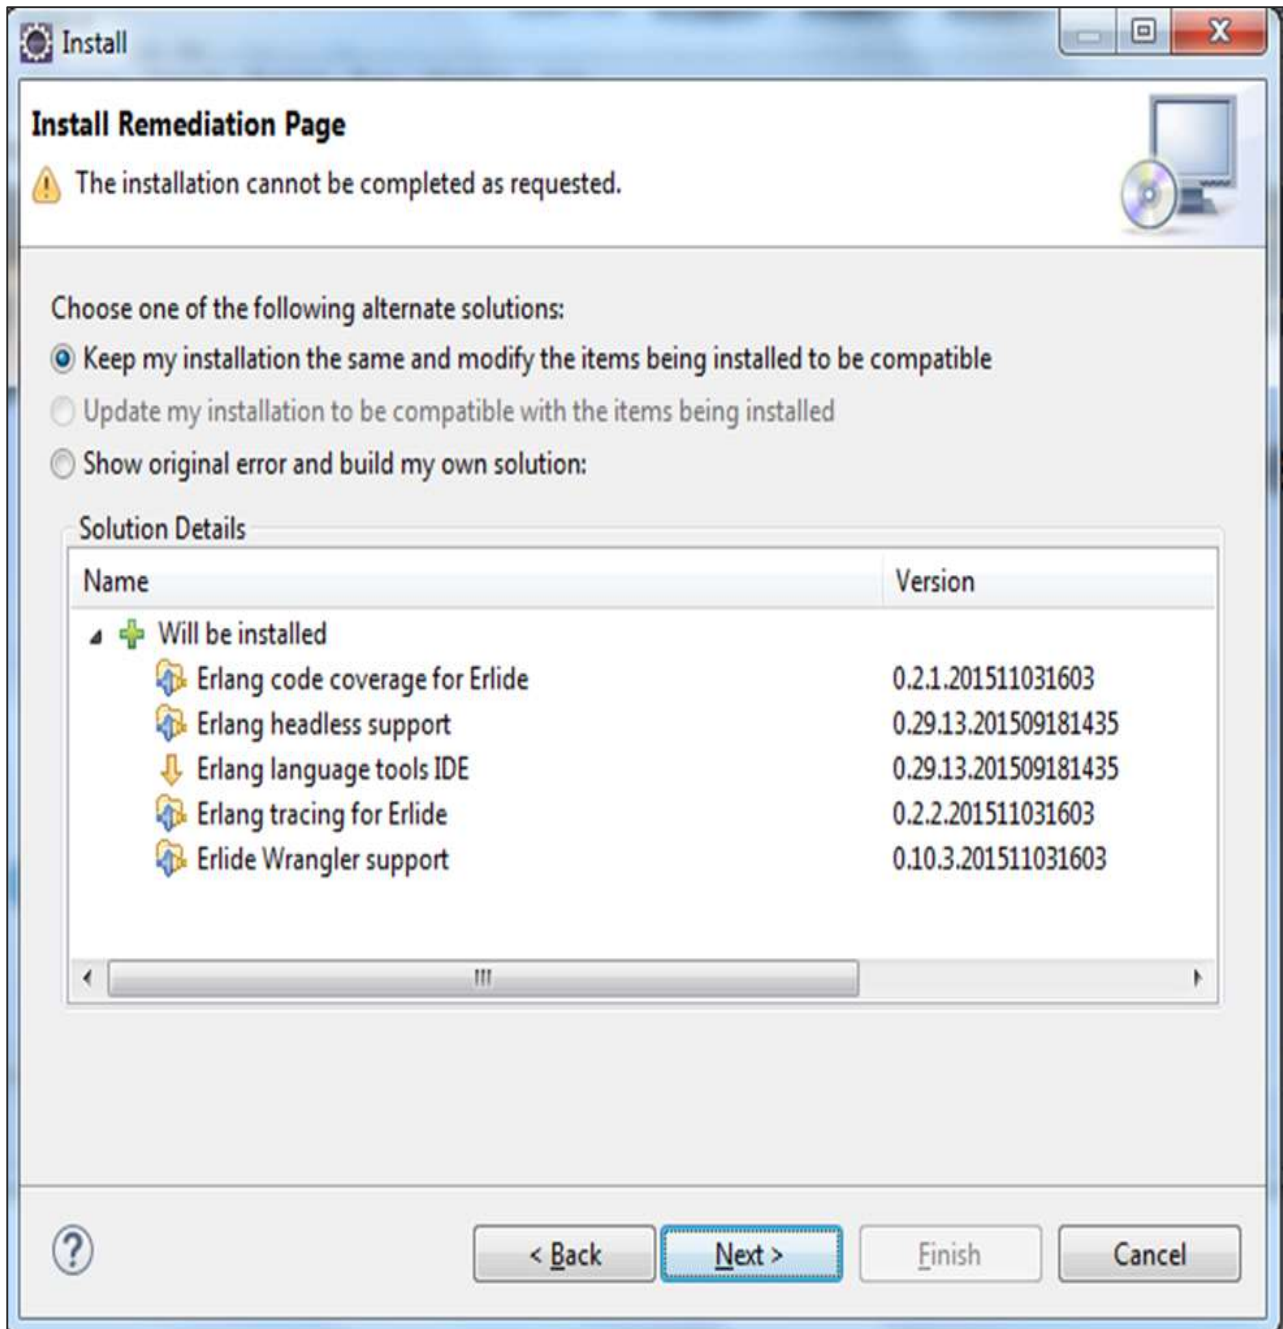 Install
Install Remediation Page
The installation cannot be completed as requested.
Choose one of the following alternate solutions:
Keep my installation the same and modify the items being installed to be compatible
Update my installation to be compatible with the items being installed
Show original error and build my own solution:
Solution Details
Name Version
Will be installed
Erlang code coverage for Erlide 0.2.1.201511031603
Erlang headless support 0.29.13.201509181435
Erlang language tools IDE 0.29.13.201509181435
Erlang tracing for Erlide 0.2.2.201511031603
Erlide Wrangler support 0.10.3.201511031603
< Back Next > Finish Cancel